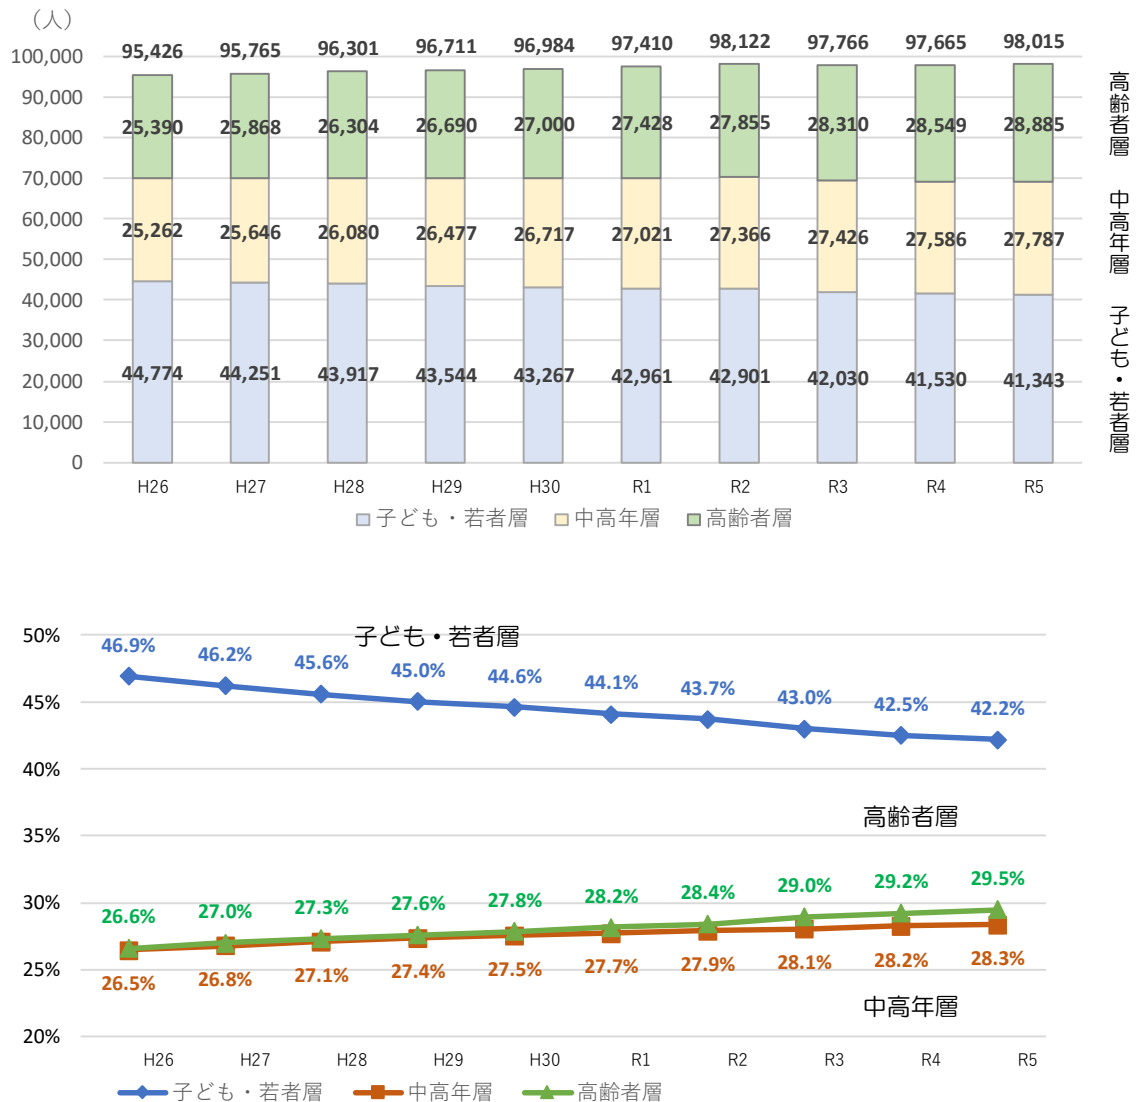 （人）
95,426 95,765 96,301 96,711 96,984 97,410 98,122 97,766 97,665 98,015
100,000
90,000
25,390 25,868 26,304 26,690 27,000 27,428 27,855 28,310 28,549 28,885
80,000
70,000
60,000
25,262 25,646 26,080 26,477 26,717 27,021 27,366 27,426 27,586 27,787
50,000
40,000
30,000
44,774 44,251 43,917 43,544 43,267 42,961 42,901 42,030 41,530 41,343
20,000
10,000
0
H26 H27 H28 H29 H30 R1 R2 R3 R4 R5
子ども・若者層 中高年層 高齢者層
高齢者層
中高年層
子ども・若者層
50%
子ども・若者層
46.9% 46.2% 45.6% 45.0% 44.6% 44.1% 43.7% 43.0% 42.5% 42.2%
45%
40%
35%
高齢者層
30%
26.6% 27.0% 27.3% 27.6% 27.8% 28.2% 28.4% 29.0% 29.2% 29.5%
25%
26.5% 26.8% 27.1% 27.4% 27.5% 27.7% 27.9% 28.1% 28.2% 28.3%
中高年層
20%
H26 H27 H28 H29 H30 R1 R2 R3 R4 R5
子ども・若者層 中高年層 高齢者層